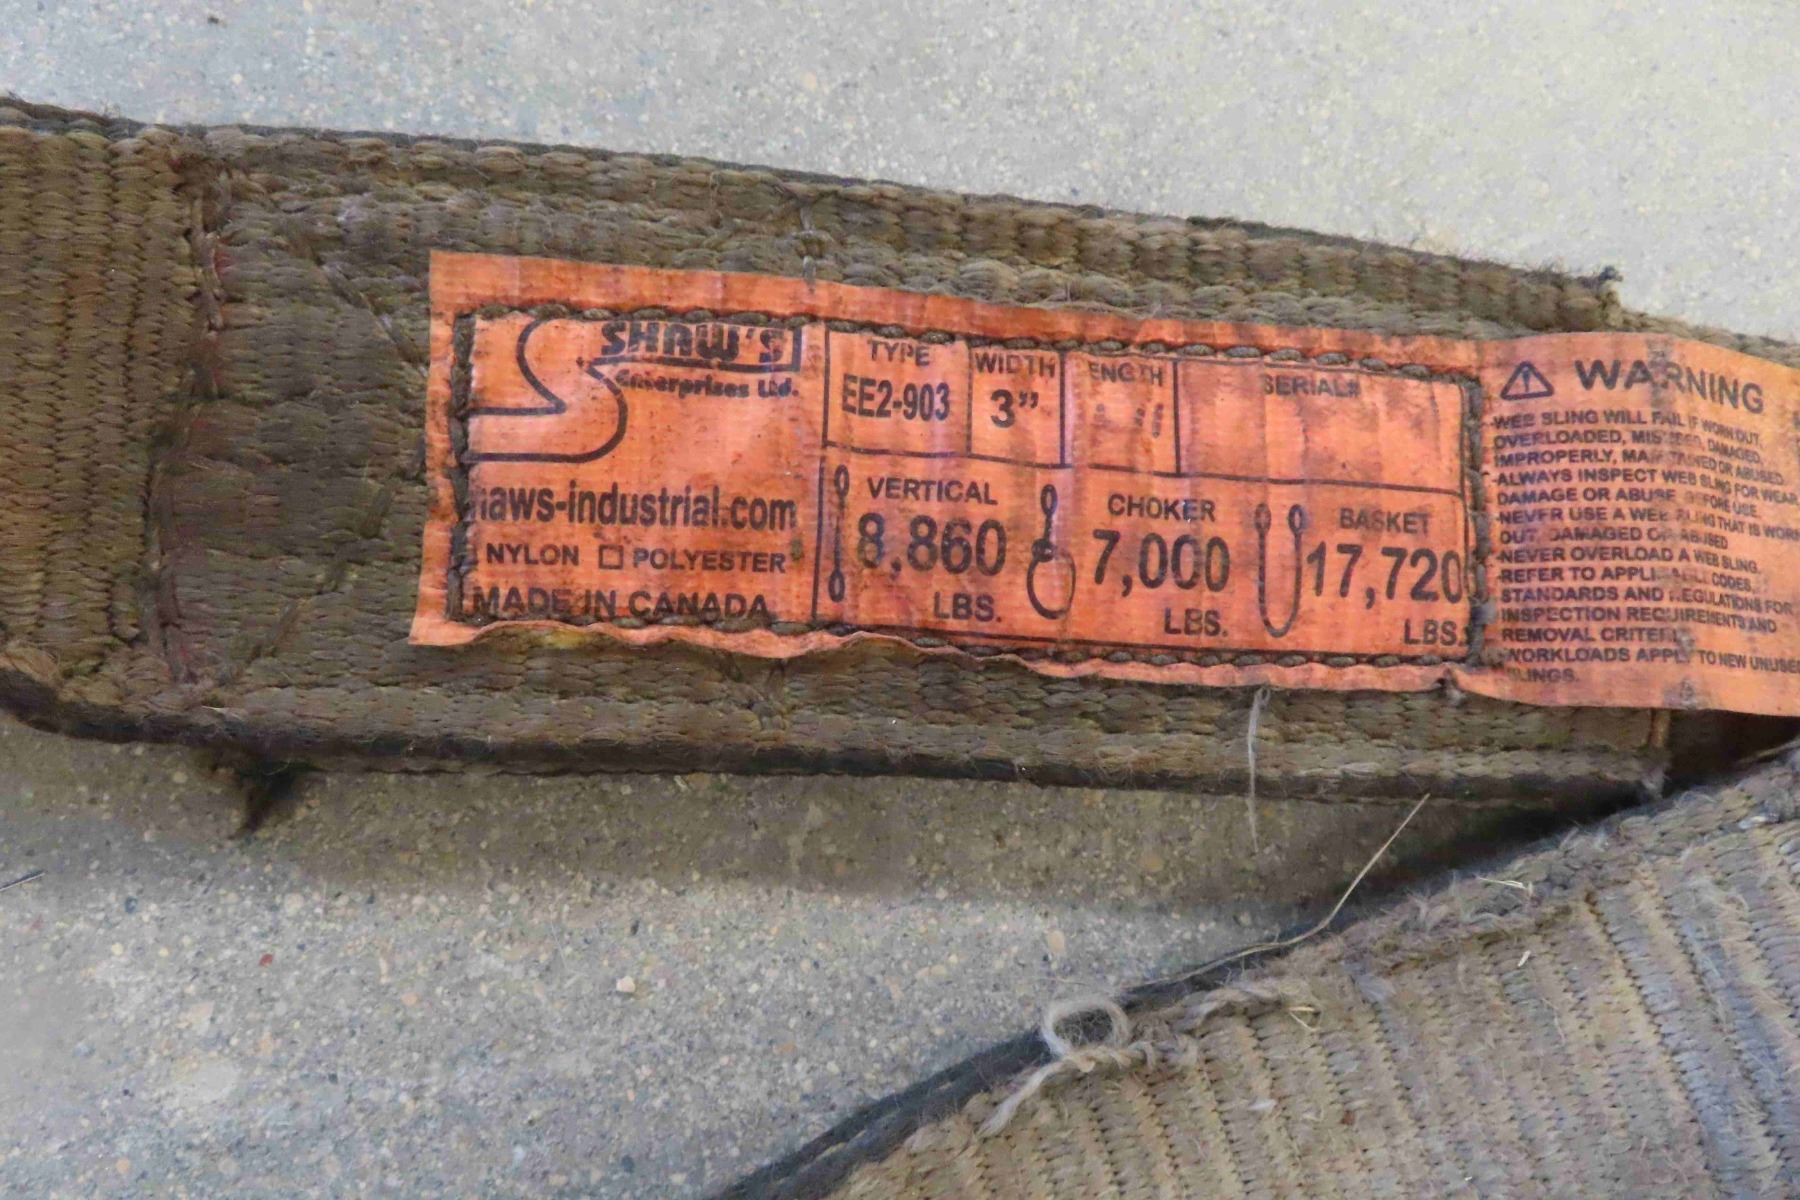 SHAW'S
Enterprises Ltd.
haws-industrial.com
NYLON POLYESTER
MADE IN CANADA
TYPE
EE2-903
WIDTH
3"
LENGTH
SERIAL#
VERTICAL
8,860
LBS.
CHOKER
7,000
LBS.
BASKET
17,720
LBS.
WARNING
-WEB SLING WILL FAIL IF WORN OUT,
OVERLOADED, MISUSED, DAMAGED,
IMPROPERLY, MAINTAINED OR ABUSED.
-ALWAYS INSPECT WEB SLING FOR WEAR,
DAMAGE OR ABUSE BEFORE USE.
-NEVER USE A WEB SLING THAT IS WORN
OUT, DAMAGED OR ABUSED
-NEVER OVERLOAD A WEB SLING.
-REFER TO APPLICABLE CODES,
STANDARDS AND REGULATIONS FOR
INSPECTION REQUIREMENTS AND
REMOVAL CRITERIA
-WORKLOADS APPLY TO NEW UNUSED
SLINGS.